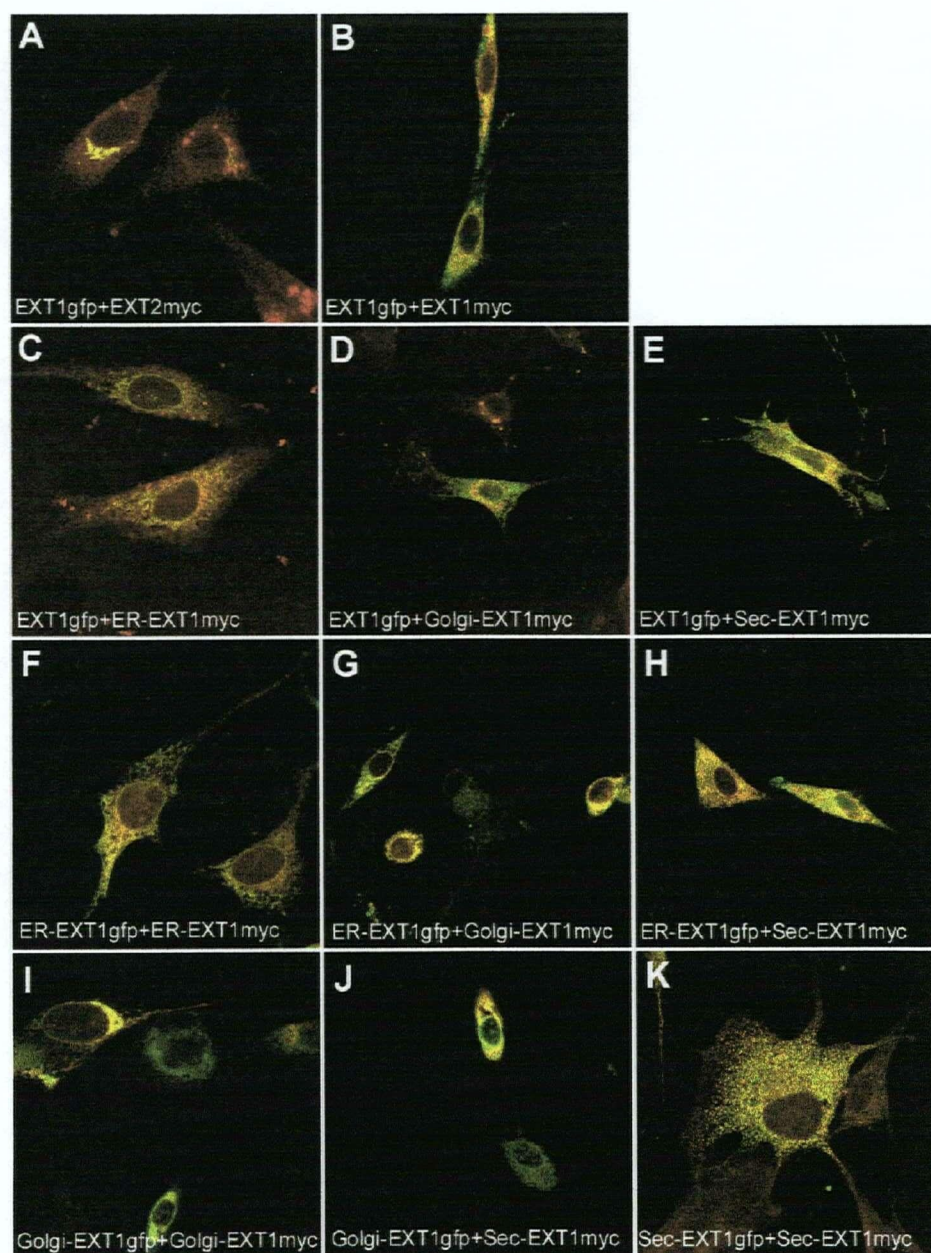 A
EXT1gfp+EXT2myc
B
EXT1gfp+EXT1myc
C
EXT1gfp+ER-EXT1myc
D
EXT1gfp+Golgi-EXT1myc
E
EXT1gfp+Sec-EXT1myc
F
ER-EXT1gfp+ER-EXT1myc
G
ER-EXT1gfp+Golgi-EXT1myc
H
ER-EXT1gfp+Sec-EXT1myc
I
Golgi-EXT1gfp+Golgi-EXT1myc
J
Golgi-EXT1gfp+Sec-EXT1myc
K
Sec-EXT1gfp+Sec-EXT1myc